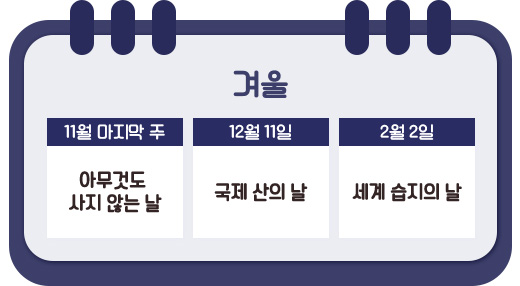 겨울
11월 마지막 주
아무것도
사지 않는 날
12월 11일
국제 산의 날
2월 2일
세계 습지의 날